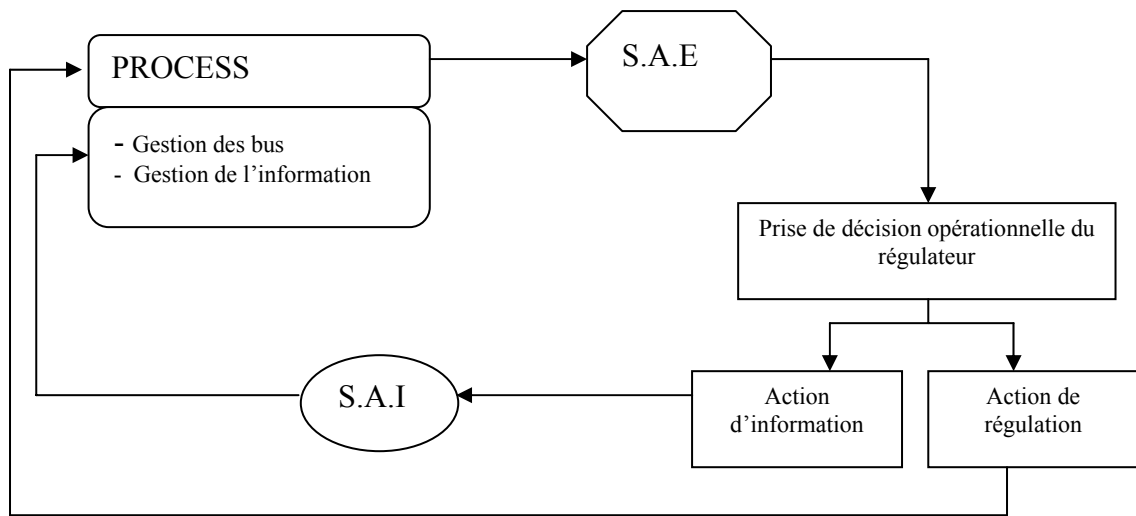 PROCESS
- Gestion des bus
- Gestion de l’information
S.A.E
Prise de décision opérationnelle du
régulateur
S.A.I
Action
d’information
Action de
régulation